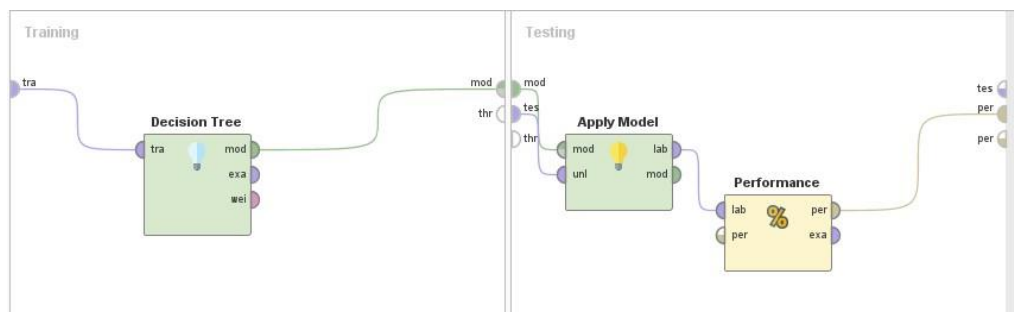 Training
tra
mod
thr
Decision Tree
tra
mod
exa
wei
Testing
mod
tes
thr
Apply Model
mod
unl
lab
mod
Performance
lab
per
%
per
exa
tes
per
per